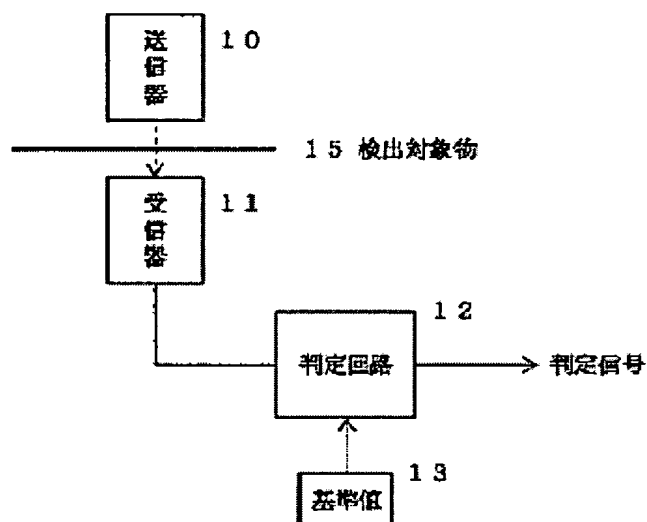 送信器
１０
１５ 検出対象物
受信器
１１
１２
判定回路
判定信号
１３
基準値